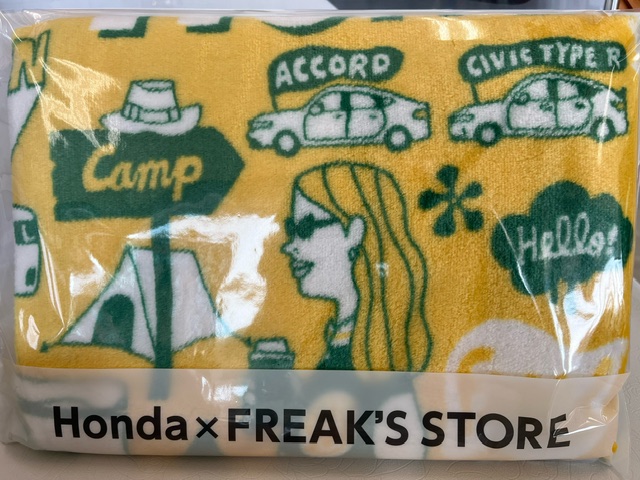 ACCORD
CIVIC TYPE R
Camp
Hello!
Honda×FREAK'S STORE